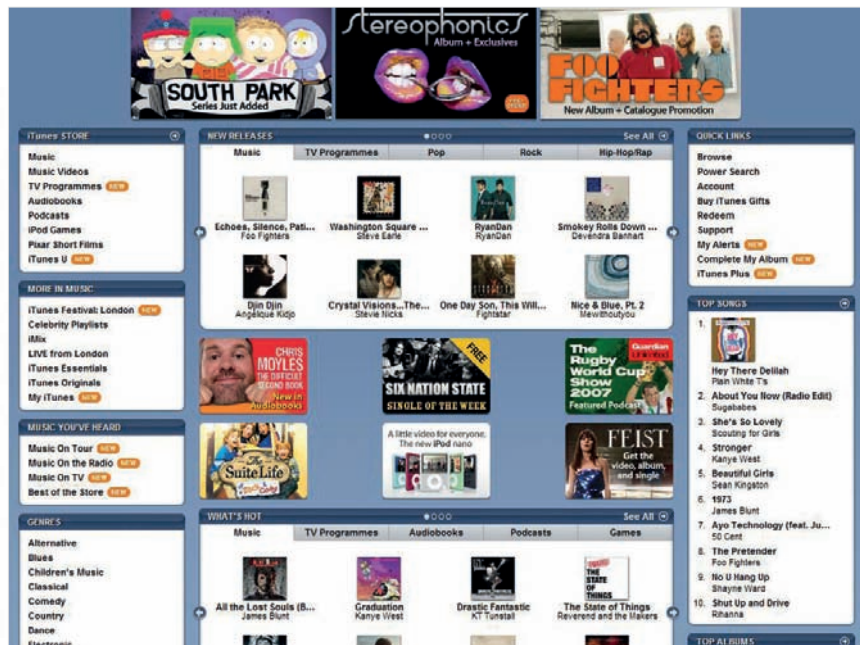 SOUTH PARK
Series Just Added
stereophonics
Album + Exclusives
FOO
FIGHTERS
New Album + Catalogue Promotion
iTunes STORE
Music
Music Videos
TV Programmes NEW
Audiobooks
Podcasts
iPod Games
Pixar Short Films
iTunes U NEW
MORE IN MUSIC
iTunes Festival: London NEW
Celebrity Playlists
iMix
LIVE from London
iTunes Essentials
iTunes Originals
My iTunes NEW
MUSIC YOU'VE HEARD
Music On Tour NEW
Music On the Radio NEW
Music On TV NEW
Best of the Store NEW
GENRES
Alternative
Blues
Children's Music
Classical
Comedy
Country
Dance
Electronic
NEW RELEASES See All
Music TV Programmes Pop Rock Hip-Hop/Rap
Echoes, Silence, Pati... Washington Square ... RyanDan Smokey Rolls Down ...
Foo Fighters Steve Earle RyanDan Devendra Banhart
Djin Djin Crystal Visions...The... One Day Son, This Will... Nice & Blue, Pt. 2
Angelique Kidjo Stevie Nicks Fightstar Mewithoutyou
CHRIS
MOYLES
THE DIFFICULT
SECOND BOOK
New in
Audiobooks
FREE
SIX NATION STATE
SINGLE OF THE WEEK
Guardian
The
Rugby
World Cup
Show
2007
Featured Podcast
The
Suite Life
A little video for everyone.
The new iPod nano
FEIST
Get the
video, album,
and single
WHAT'S HOT See All
Music TV Programmes Audiobooks Podcasts Games
THE
STATE
OF
THINGS
All the Lost Souls (B... Graduation Drastic Fantastic The State of Things
James Blunt Kanye West KT Tunstall Reverend and the Makers
QUICK LINKS
Browse
Power Search
Account
Buy iTunes Gifts
Redeem
Support
My Alerts NEW
Complete My Album NEW
iTunes Plus NEW
TOP SONGS
1.
Hey There Delilah
Plain White T's
2. About You Now (Radio Edit)
Sugababes
3. She's So Lovely
Scouting for Girls
4. Stronger
Kanye West
5. Beautiful Girls
Sean Kingston
6. 1973
James Blunt
7. Ayo Technology (feat. Ju...
50 Cent
8. The Pretender
Foo Fighters
9. No U Hang Up
Shayne Ward
10. Shut Up and Drive
Rihanna
TOP ALBUMS